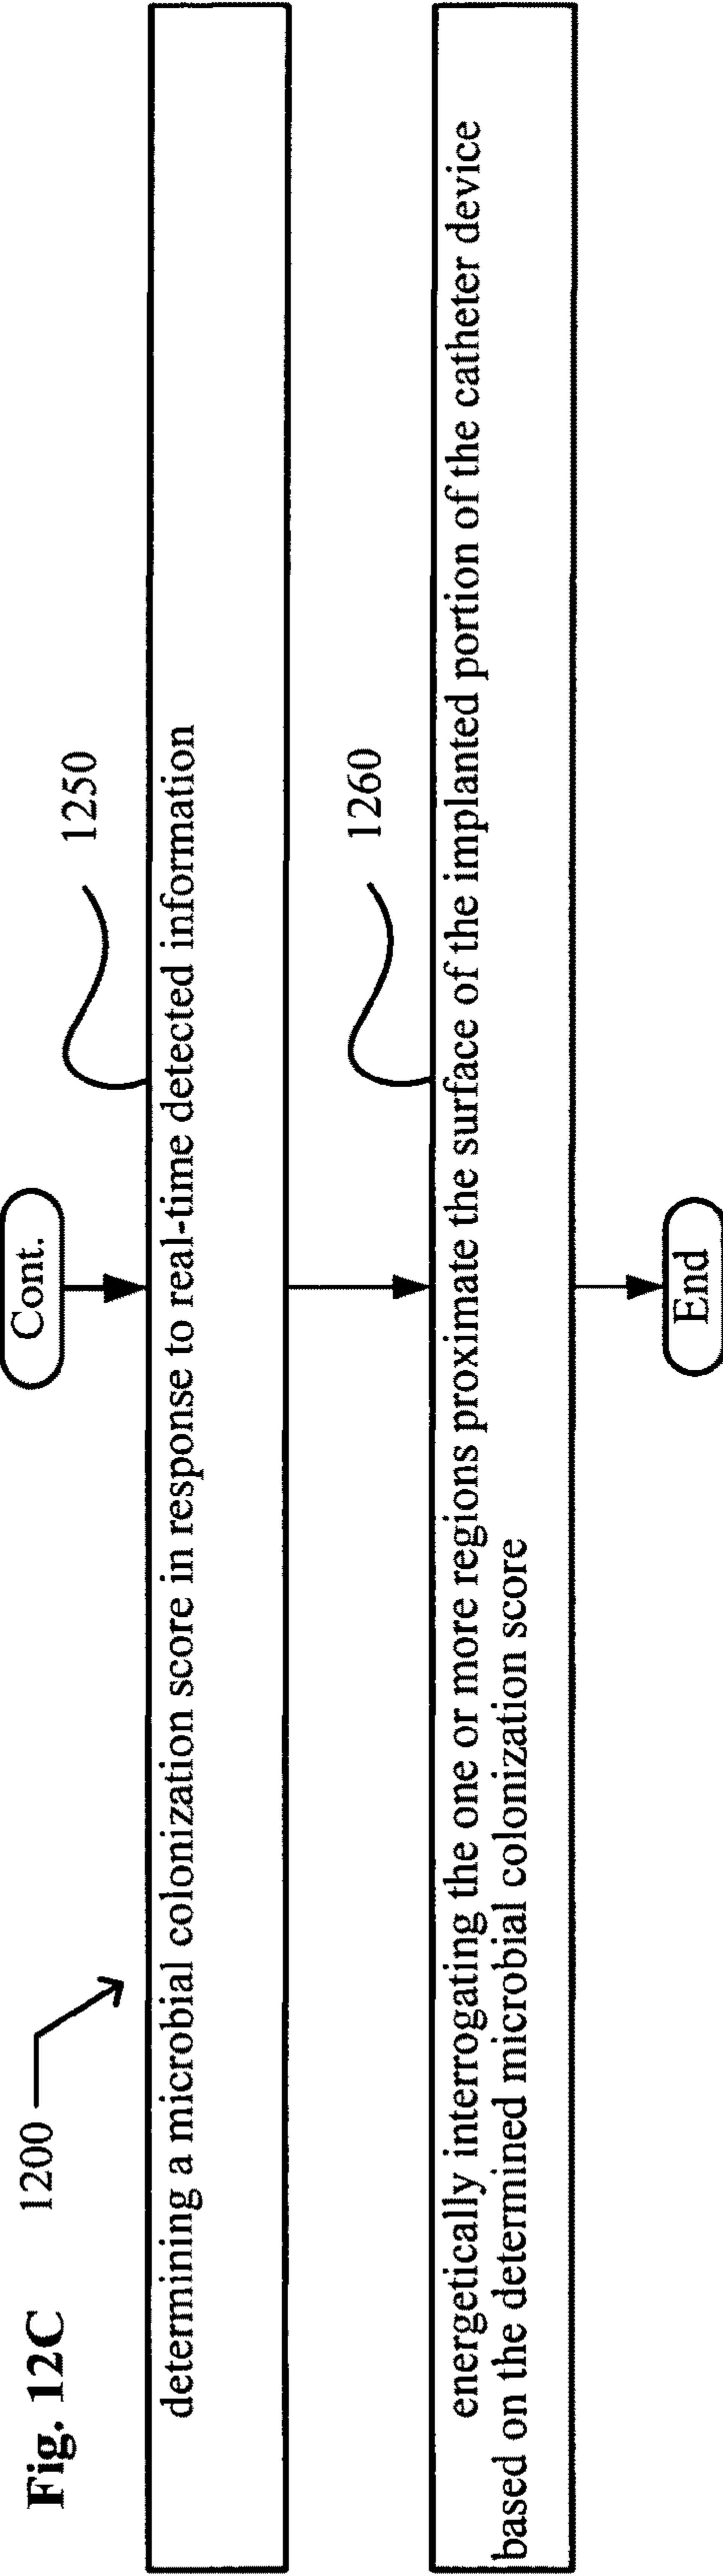 Fig. 12C
1200
Cont.
1250
determining a microbial colonization score in response to real-time detected information
1260
energetically interrogating the one or more regions proximate the surface of the implanted portion of the catheter device
based on the determined microbial colonization score
End